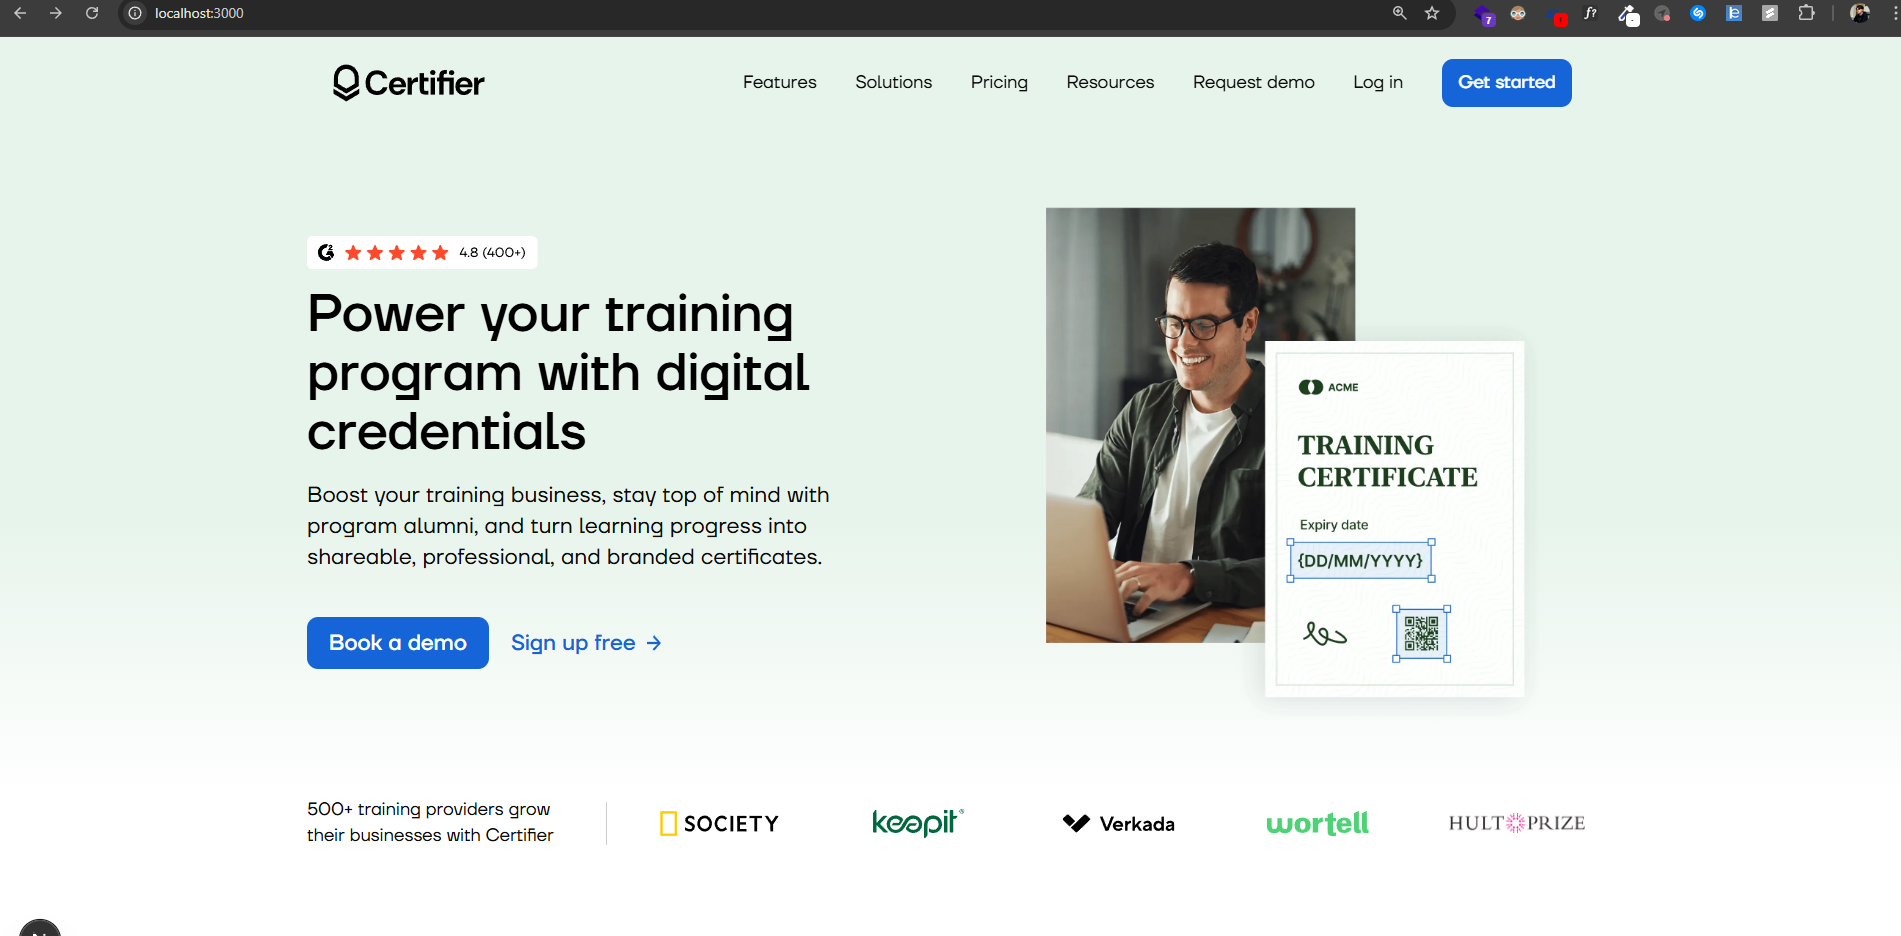 localhost:3000
7
!
f?
Certifier
Features
Solutions
Pricing
Resources
Request demo
Log in
Get started
4.8 (400+)
Power your training
program with digital
credentials
Boost your training business, stay top of mind with
program alumni, and turn learning progress into
shareable, professional, and branded certificates.
Book a demo
Sign up free →
ACME
TRAINING
CERTIFICATE
Expiry date
{DD/MM/YYYY}
500+ training providers grow
their businesses with Certifier
SOCIETY
keepit®
Verkada
wortell
HULT PRIZE